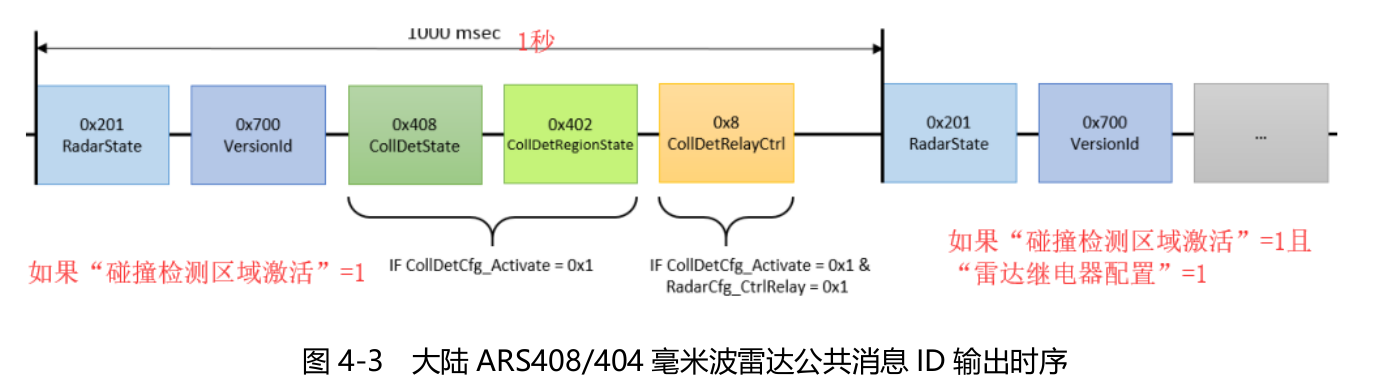 1000 msec 1秒
0x201
RadarState
0x700
VersionId
0x408
CollDetState
0x402
CollDetRegionState
0x8
CollDetRelayCtrl
0x201
RadarState
0x700
VersionId
...
如果“碰撞检测区域激活”=1
IF CollDetCfg_Activate = 0x1
IF CollDetCfg_Activate = 0x1 &
RadarCfg_CtrlRelay = 0x1
如果“碰撞检测区域激活”=1且
“雷达继电器配置”=1
图 4-3 大陆 ARS408/404 毫米波雷达公共消息 ID 输出时序